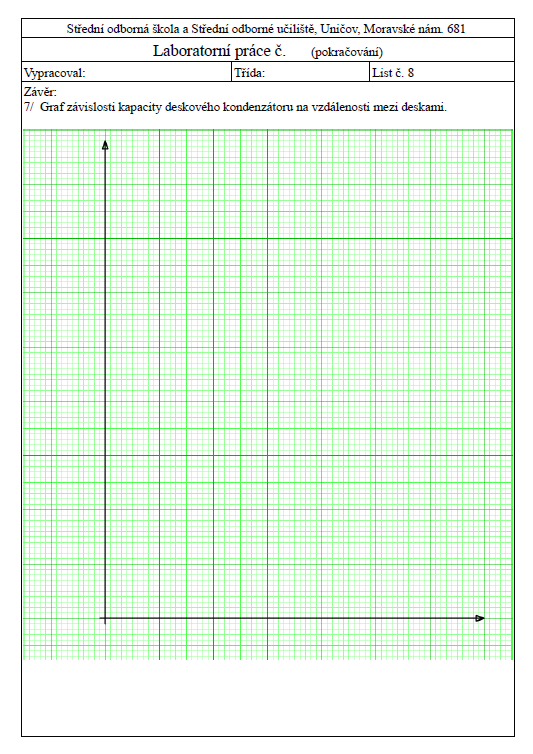 Střední odborná škola a Střední odborné učiliště, Uničov, Moravské nám. 681
Laboratorní práce č. (pokračování)
Vypracoval: Třída: List č. 8
Závěr:
7/ Graf závislosti kapacity deskového kondenzátoru na vzdálenosti mezi deskami.